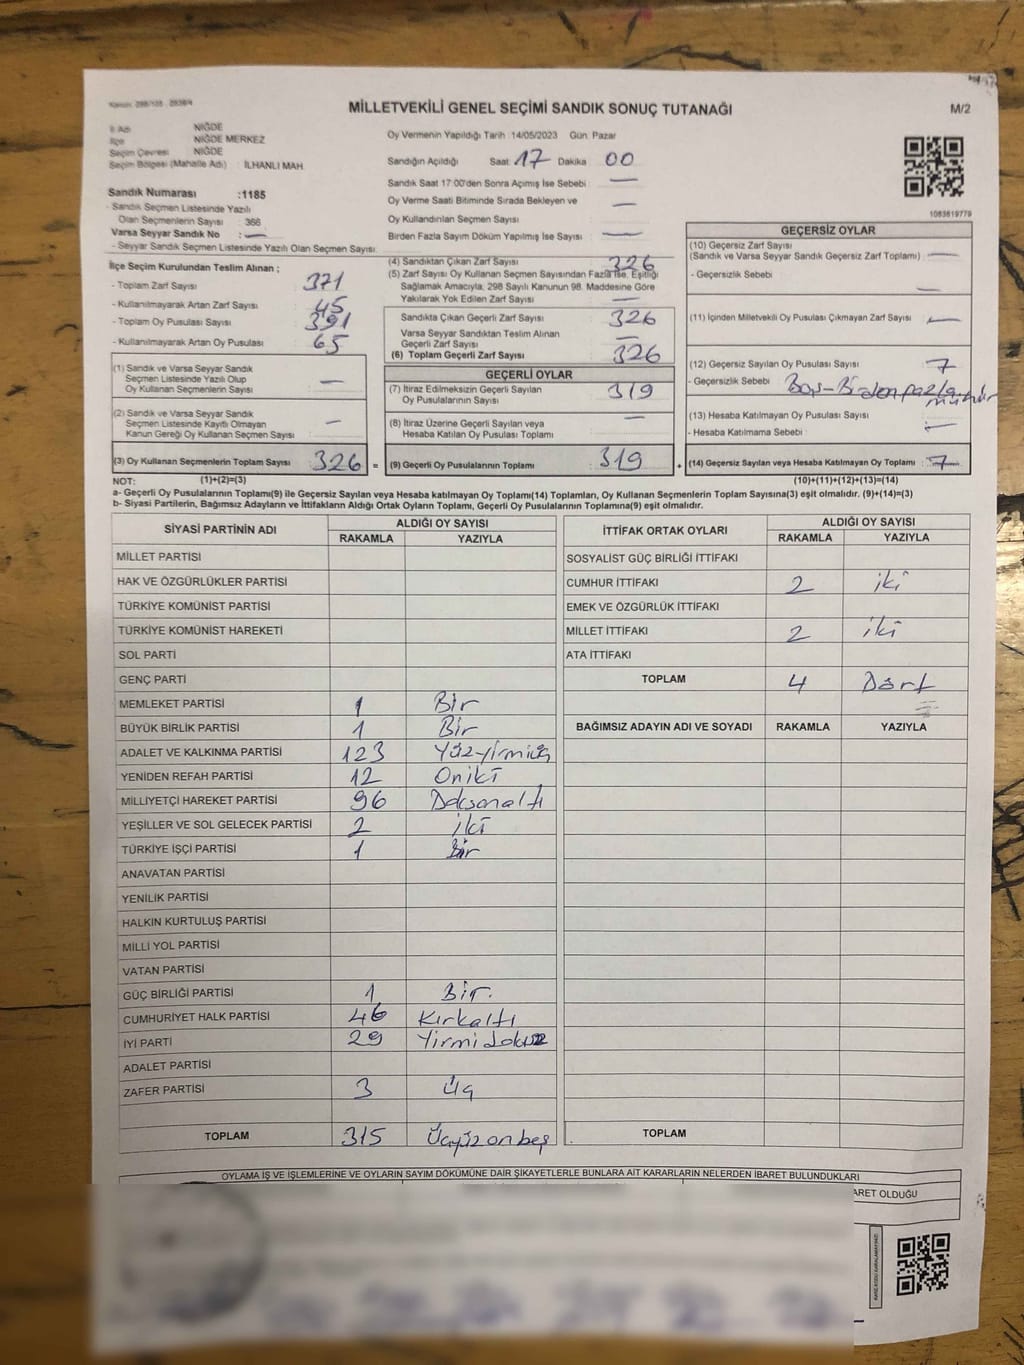 MİLLETVEKİLİ GENEL SEÇİMİ SANDIK SONUÇ TUTANAĞI
M/2
İl Adı NİĞDE
İlçe NİĞDE MERKEZ
Seçim Çevresi NİĞDE
Seçim Bölgesi (Mahalle Adı) İLHANLI MAH.
Sandık Numarası :1185
- Sandık Seçmen Listesinde Yazılı
Olan Seçmenlerin Sayısı : 366
Varsa Seyyar Sandık No : —
- Seyyar Sandık Seçmen Listesinde Yazılı Olan Seçmen Sayısı
Oy Vermenin Yapıldığı Tarih 14/05/2023 Gün Pazar
Sandığın Açıldığı Saat 17 Dakika 00
Sandık Saat 17:00'den Sonra Açılmış İse Sebebi : —
Oy Verme Saati Bitiminde Sırada Bekleyen ve
Oy Kullandırılan Seçmen Sayısı —
Birden Fazla Sayım Döküm Yapılmış İse Sayısı —
1083619779
İlçe Seçim Kurulundan Teslim Alınan ;
- Toplam Zarf Sayısı 371
- Kullanılmayarak Artan Zarf Sayısı 45
- Toplam Oy Pusulası Sayısı 391
- Kullanılmayarak Artan Oy Pusulası 65
(1) Sandık ve Varsa Seyyar Sandık
Seçmen Listesinde Yazılı Olup
Oy Kullanan Seçmenlerin Sayısı —
(2) Sandık ve Varsa Seyyar Sandık
Seçmen Listesinde Kayıtlı Olmayan
Kanun Gereği Oy Kullanan Seçmen Sayısı —
(3) Oy Kullanan Seçmenlerin Toplam Sayısı 326 =
(4) Sandıktan Çıkan Zarf Sayısı 326
(5) Zarf Sayısı Oy Kullanan Seçmen Sayısından Fazla İse, Eşitliği
Sağlamak Amacıyla, 298 Sayılı Kanunun 98. Maddesine Göre
Yakılarak Yok Edilen Zarf Sayısı —
Sandıkta Çıkan Geçerli Zarf Sayısı 326
Varsa Seyyar Sandıktan Teslim Alınan
Geçerli Zarf Sayısı —
(6) Toplam Geçerli Zarf Sayısı 326
GEÇERLİ OYLAR
(7) İtiraz Edilmeksizin Geçerli Sayılan
Oy Pusulalarının Sayısı 319
(8) İtiraz Üzerine Geçerli Sayılan veya
Hesaba Katılan Oy Pusulası Toplamı —
(9) Geçerli Oy Pusulalarının Toplamı 319 +
GEÇERSİZ OYLAR
(10) Geçersiz Zarf Sayısı
(Sandık ve Varsa Seyyar Sandık Geçersiz Zarf Toplamı) —
- Geçersizlik Sebebi —
(11) İçinden Milletvekili Oy Pusulası Çıkmayan Zarf Sayısı —
(12) Geçersiz Sayılan Oy Pusulası Sayısı 7
- Geçersizlik Sebebi Boş-Birden fazla
mühür
(13) Hesaba Katılmayan Oy Pusulası Sayısı —
- Hesaba Katılmama Sebebi : —
(14) Geçersiz Sayılan veya Hesaba Katılmayan Oy Toplamı 7
NOT: (1)+(2)=(3) (10)+(11)+(12)+(13)=(14)
a- Geçerli Oy Pusulalarının Toplamı(9) ile Geçersiz Sayılan veya Hesaba katılmayan Oy Toplamı(14) Toplamları, Oy Kullanan Seçmenlerin Toplam Sayısına(3) eşit olmalıdır. (9)+(14)=(3)
b- Siyasi Partilerin, Bağımsız Adayların ve İttifakların Aldığı Ortak Oyların Toplamı, Geçerli Oy Pusulalarının Toplamına(9) eşit olmalıdır.
SİYASİ PARTİNİN ADI ALDIĞI OY SAYISI
RAKAMLA YAZIYLA
MİLLET PARTİSİ
HAK VE ÖZGÜRLÜKLER PARTİSİ
TÜRKİYE KOMÜNİST PARTİSİ
TÜRKİYE KOMÜNİST HAREKETİ
SOL PARTİ
GENÇ PARTİ
MEMLEKET PARTİSİ 1 Bir
BÜYÜK BİRLİK PARTİSİ 1 Bir
ADALET VE KALKINMA PARTİSİ 123 Yüzyirmiüç
YENİDEN REFAH PARTİSİ 12 Oniki
MİLLİYETÇİ HAREKET PARTİSİ 96 Doksanaltı
YEŞİLLER VE SOL GELECEK PARTİSİ 2 iki
TÜRKİYE İŞÇİ PARTİSİ 1 Bir
ANAVATAN PARTİSİ
YENİLİK PARTİSİ
HALKIN KURTULUŞ PARTİSİ
MİLLİ YOL PARTİSİ
VATAN PARTİSİ
GÜÇ BİRLİĞİ PARTİSİ 1 Bir.
CUMHURİYET HALK PARTİSİ 46 Kırkaltı
İYİ PARTİ 29 Yirmidokuz
ADALET PARTİSİ
ZAFER PARTİSİ 3 Üç
TOPLAM 315 Üçyüzonbeş
İTTİFAK ORTAK OYLARI ALDIĞI OY SAYISI
RAKAMLA YAZIYLA
SOSYALİST GÜÇ BİRLİĞİ İTTİFAKI
CUMHUR İTTİFAKI 2 iki
EMEK VE ÖZGÜRLÜK İTTİFAKI
MİLLET İTTİFAKI 2 iki
ATA İTTİFAKI
TOPLAM 4 Dört
BAĞIMSIZ ADAYIN ADI VE SOYADI RAKAMLA YAZIYLA
TOPLAM
OYLAMA İŞ VE İŞLEMLERİNE VE OYLARIN SAYIM DÖKÜMÜNE DAİR ŞİKAYETLERLE BUNLARA AİT KARARLARIN NELERDEN İBARET BULUNDUKLARI
ARET OLDUĞU